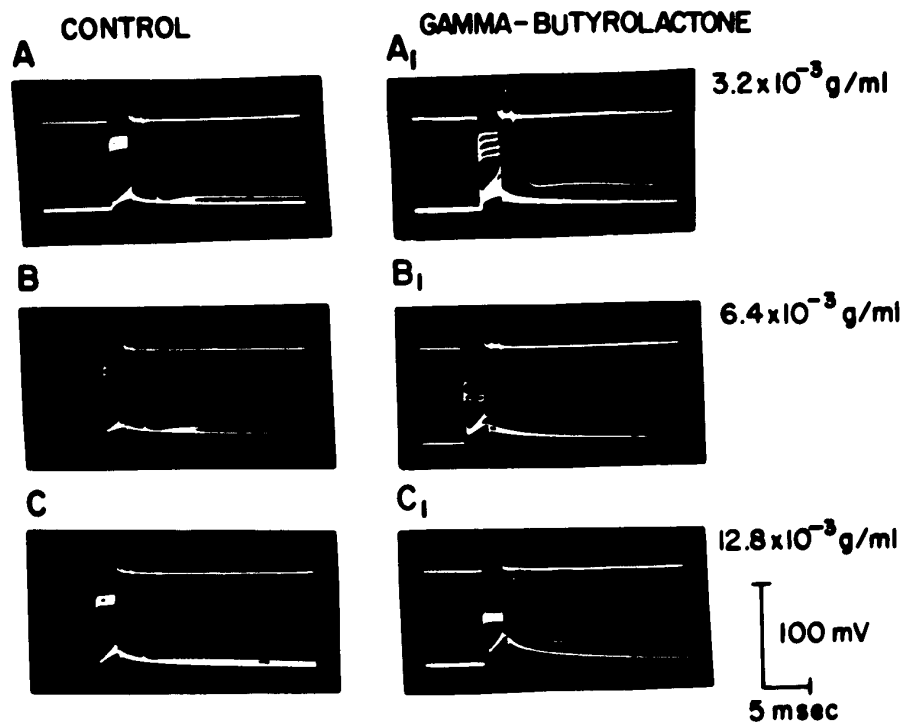 CONTROL
GAMMA-BUTYROLACTONE
A
A₁
3.2x10⁻³ g/ml
B
B₁
6.4x10⁻³ g/ml
C
C₁
12.8x10⁻³ g/ml
100 mV
5 msec